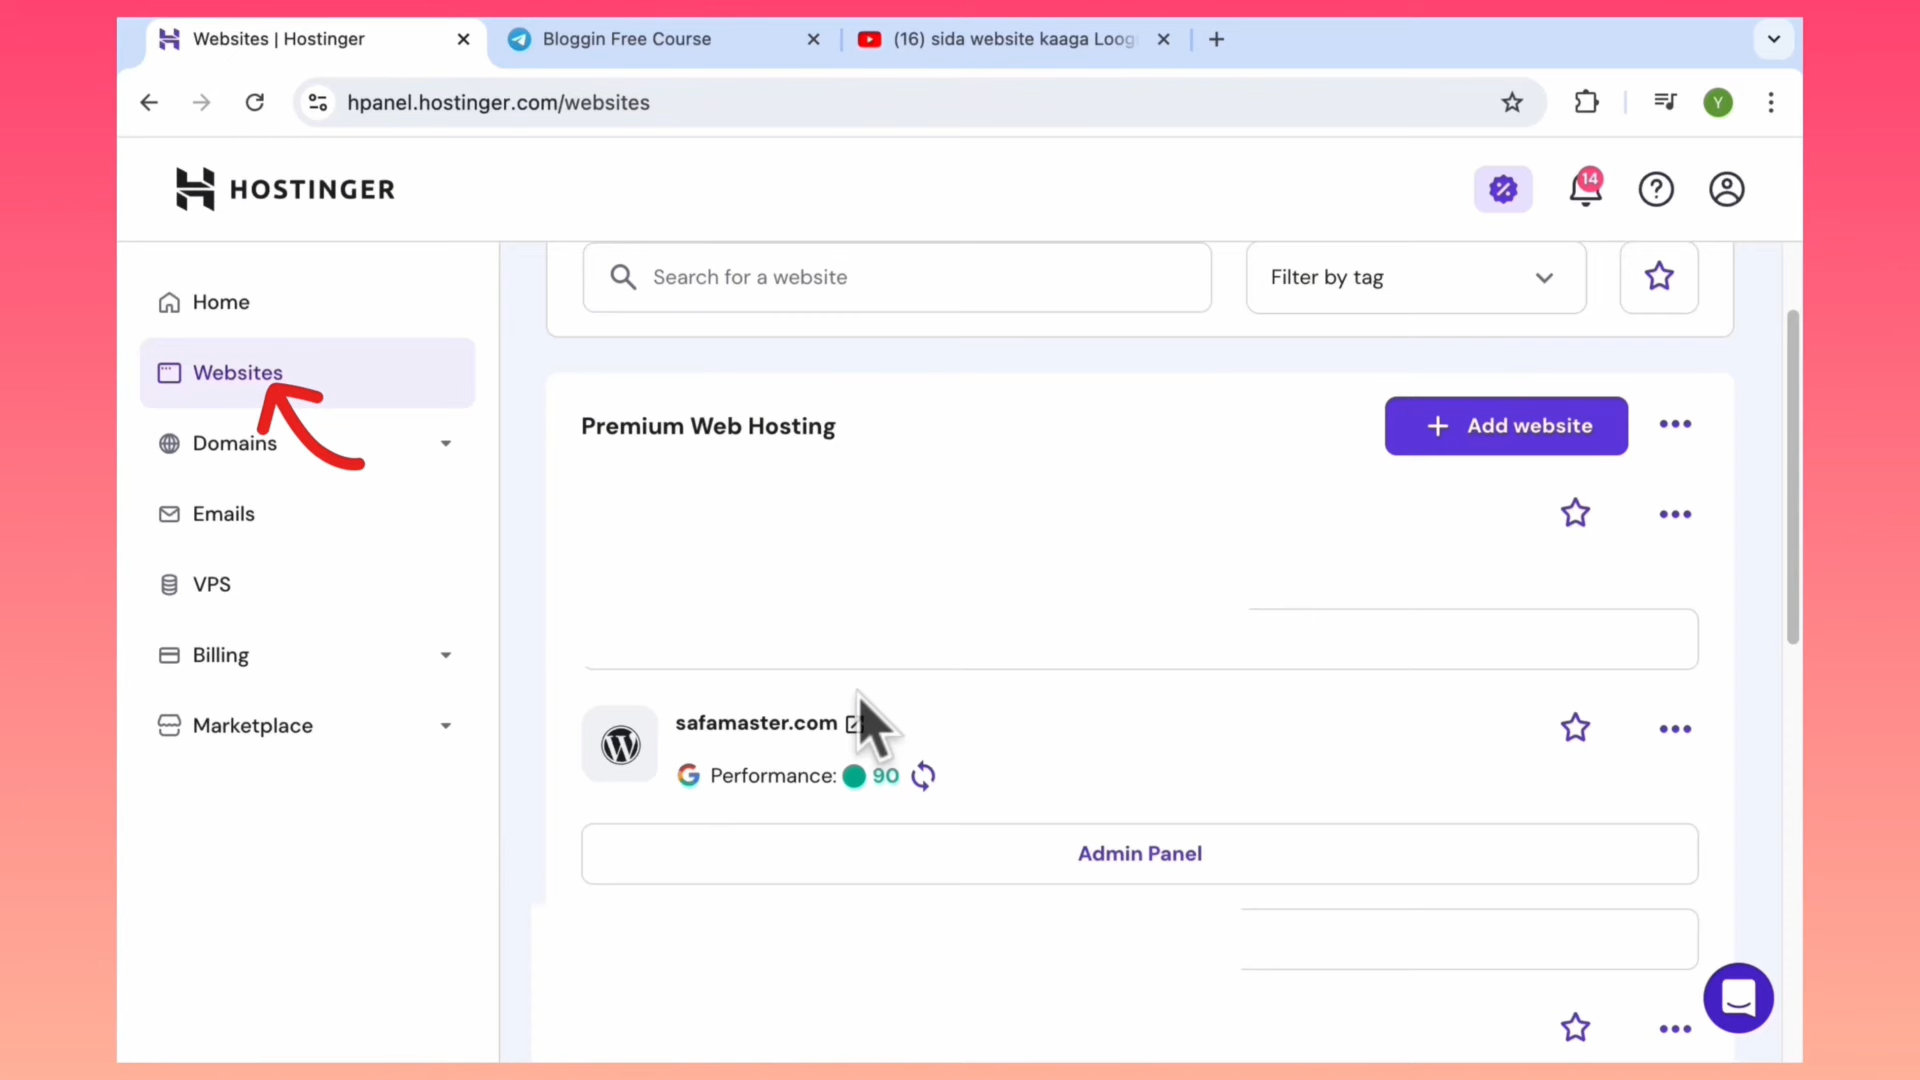 Websites | Hostinger
Bloggin Free Course
(16) sida website kaaga Loog
hpanel.hostinger.com/websites
Y
HOSTINGER
14
Home
Websites
Domains
Emails
VPS
Billing
Marketplace
Search for a website
Filter by tag
Premium Web Hosting
Add website
safamaster.com
Performance: 90
Admin Panel